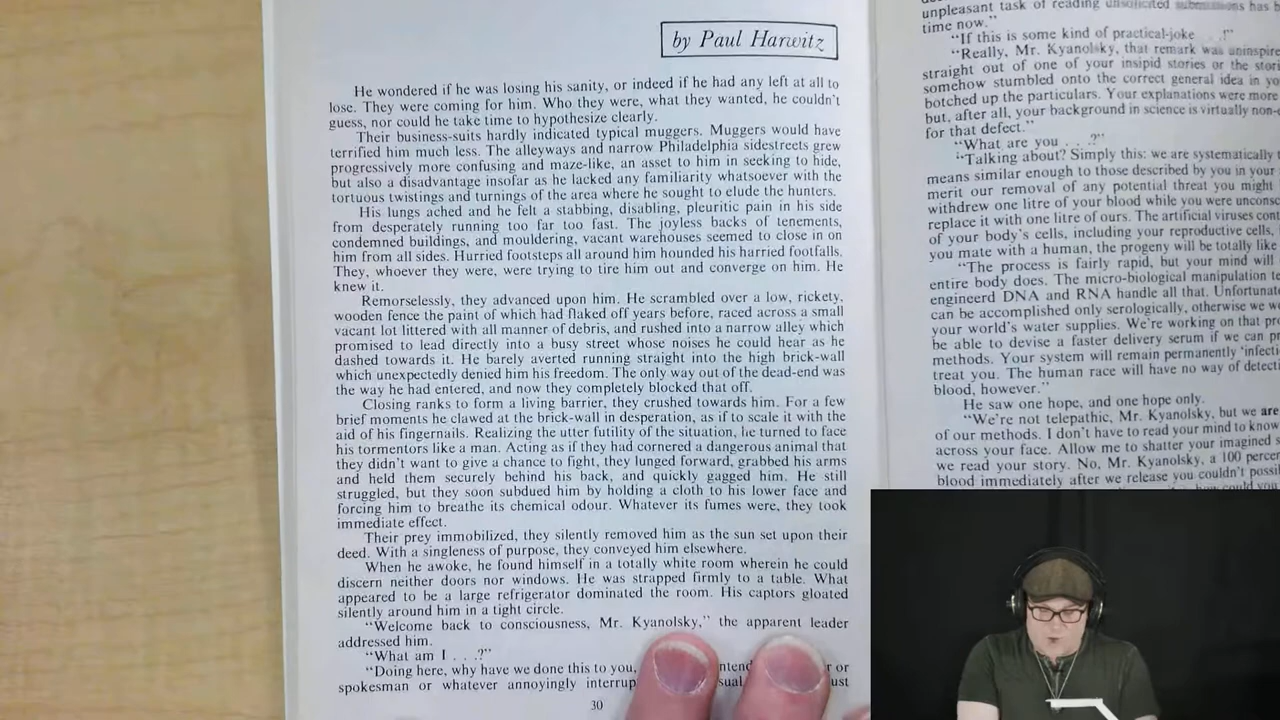 by Paul Harwitz
He wondered if he was losing his sanity, or indeed if he had any left at all to
lose. They were coming for him. Who they were, what they wanted, he couldn't
guess, nor could he take time to hypothesize clearly.
Their business-suits hardly indicated typical muggers. Muggers would have
terrified him much less. The alleyways and narrow Philadelphia sidestreets grew
progressively more confusing and maze-like, an asset to him in seeking to hide,
but also a disadvantage insofar as he lacked any familiarity whatsoever with the
tortuous twistings and turnings of the area where he sought to elude the hunters.
His lungs ached and he felt a stabbing, disabling, pleuritic pain in his side
from desperately running too far too fast. The joyless backs of tenements,
condemned buildings, and mouldering, vacant warehouses seemed to close in on
him from all sides. Hurried footsteps all around him hounded his harried footfalls.
They, whoever they were, were trying to tire him out and converge on him. He
knew it.
Remorselessly, they advanced upon him. He scrambled over a low, rickety,
wooden fence the paint of which had flaked off years before, raced across a small
vacant lot littered with all manner of debris, and rushed into a narrow alley which
promised to lead directly into a busy street whose noises he could hear as he
dashed towards it. He barely averted running straight into the high brick-wall
which unexpectedly denied him his freedom. The only way out of the dead-end was
the way he had entered, and now they completely blocked that off.
Closing ranks to form a living barrier, they crushed towards him. For a few
brief moments he clawed at the brick-wall in desperation, as if to scale it with the
aid of his fingernails. Realizing the utter futility of the situation, he turned to face
his tormentors like a man. Acting as if they had cornered a dangerous animal that
they didn't want to give a chance to fight, they lunged forward, grabbed his arms
and held them securely behind his back, and quickly gagged him. He still
struggled, but they soon subdued him by holding a cloth to his lower face and
forcing him to breathe its chemical odour. Whatever its fumes were, they took
immediate effect.
Their prey immobilized, they silently removed him as the sun set upon their
deed. With a singleness of purpose, they conveyed him elsewhere.
When he awoke, he found himself in a totally white room wherein he could
discern neither doors nor windows. He was strapped firmly to a table. What
appeared to be a large refrigerator dominated the room. His captors gloated
silently around him in a tight circle.
"Welcome back to consciousness, Mr. Kyanolsky," the apparent leader
addressed him.
"What am I . . .?"
"Doing here, why have we done this to you, or
spokesman or whatever annoyingly
30
unpleasant task of reading unsolicited submissions has
time now."
"If this is some kind of practical-joke . . .!"
"Really, Mr. Kyanolsky, that remark was
straight out of one of your insipid stories or the
somehow stumbled onto the correct general idea in
botched up the particulars. Your explanations were more
but, after all, your background in science is virtually
for that defect."
"What are you . . .?"
"Talking about? Simply this: we are systematically
means similar enough to those described by you in your
merit our removal of any potential threat you might
withdrew one litre of your blood while you were
replace it with one litre of ours. The artificial viruses
of your body's cells, including your reproductive cells,
you mate with a human, the progeny will be totally like
"The process is fairly rapid, but your mind will
entire body does. The micro-biological manipulation
engineerd DNA and RNA handle all that.
can be accomplished only serologically, otherwise we
your world's water supplies. We're working on that
be able to devise a faster delivery serum if we can
methods. Your system will remain permanently
treat you. The human race will have no way of
blood, however."
He saw one hope, and one hope only.
"We're not telepathic, Mr. Kyanolsky, but we are
of our methods. I don't have to read your mind to know
across your face. Allow me to shatter your imagined
we read your story. No, Mr. Kyanolsky, a 100
blood immediately after we release you couldn't